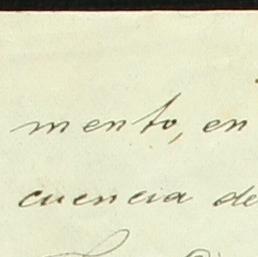 mento, en
cuencia de